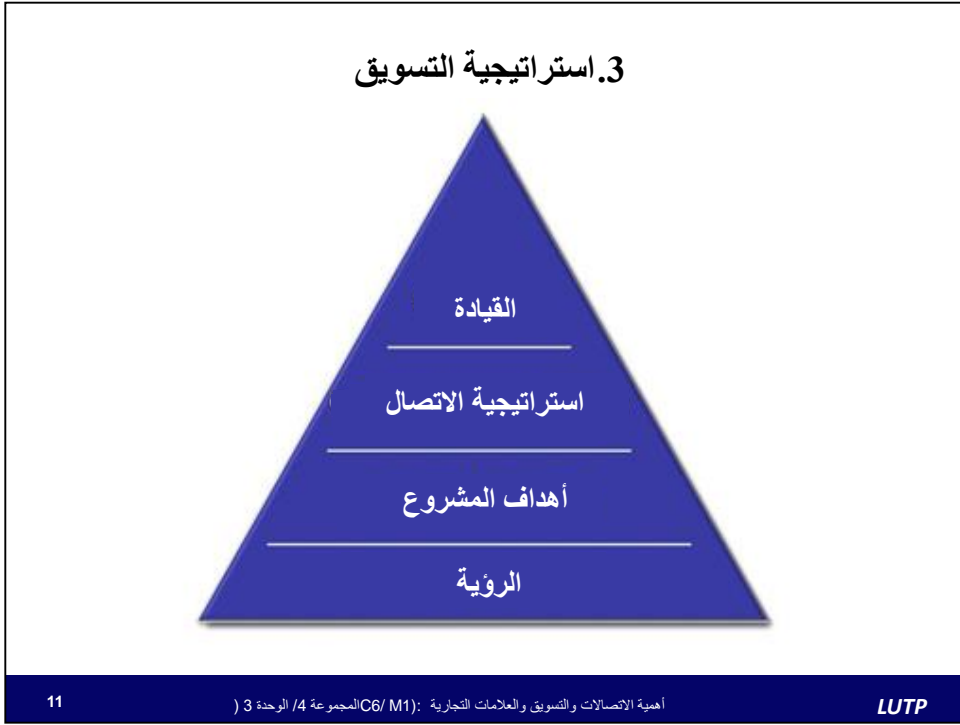 3. استراتيجية التسويق
القيادة
استراتيجية الاتصال
أهداف المشروع
الرؤية
11
أهمية الاتصالات والتسويق والعلامات التجارية :(C6/ M1المجموعة 4/ الوحدة 3 (
LUTP